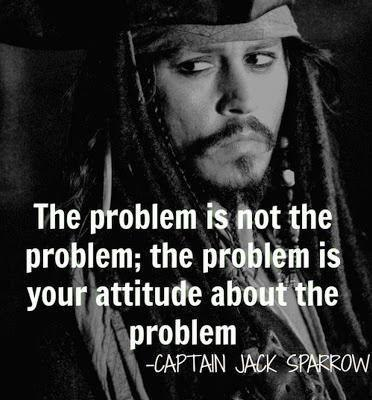 The problem is not the
problem; the problem is
your attitude about the
problem
-CAPTAIN JACK SPARROW